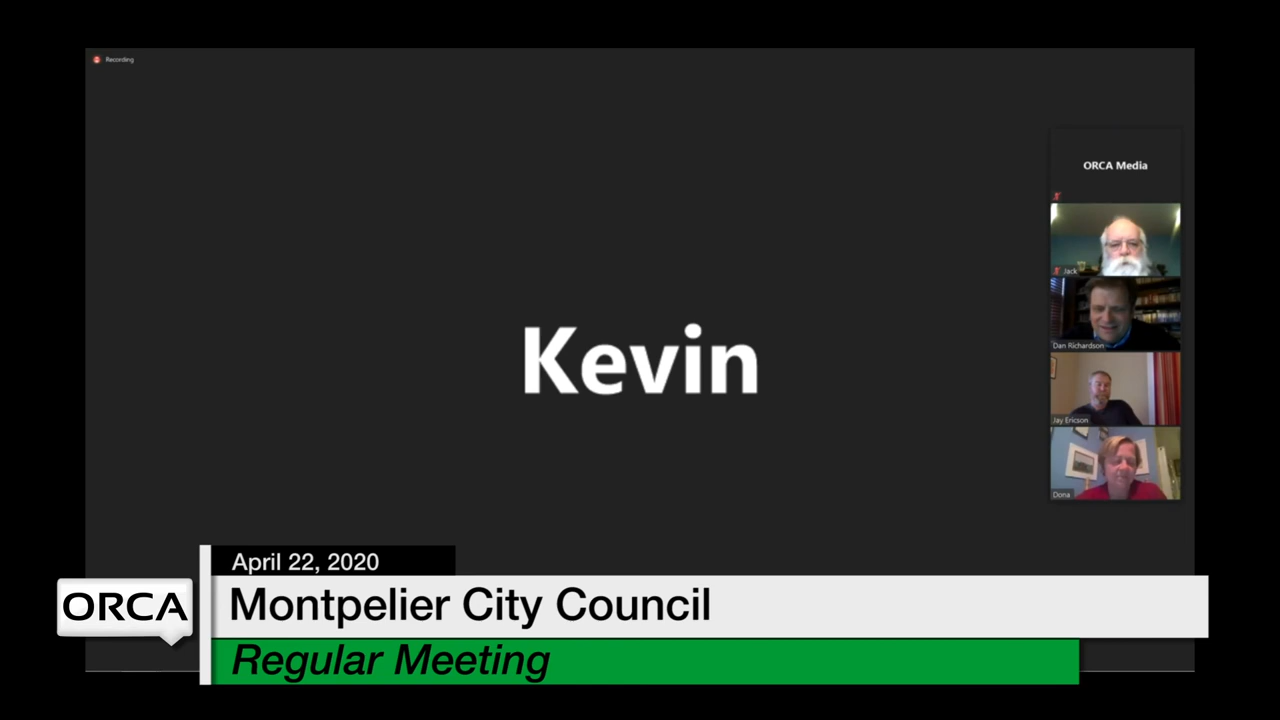 Recording
ORCA Media
Jack
Dan Richardson
Jay Ericson
Dona
Kevin
April 22, 2020
ORCA
Montpelier City Council
Regular Meeting